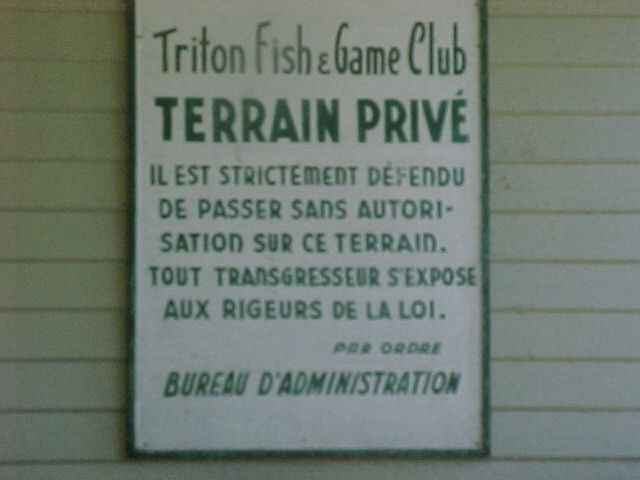 Triton Fish & Game Club
TERRAIN PRIVÉ
IL EST STRICTEMENT DÉFENDU
DE PASSER SANS AUTORI-
SATION SUR CE TERRAIN.
TOUT TRANSGRESSEUR S'EXPOSE
AUX RIGEURS DE LA LOI.
PAR ORDRE
BUREAU D'ADMINISTRATION